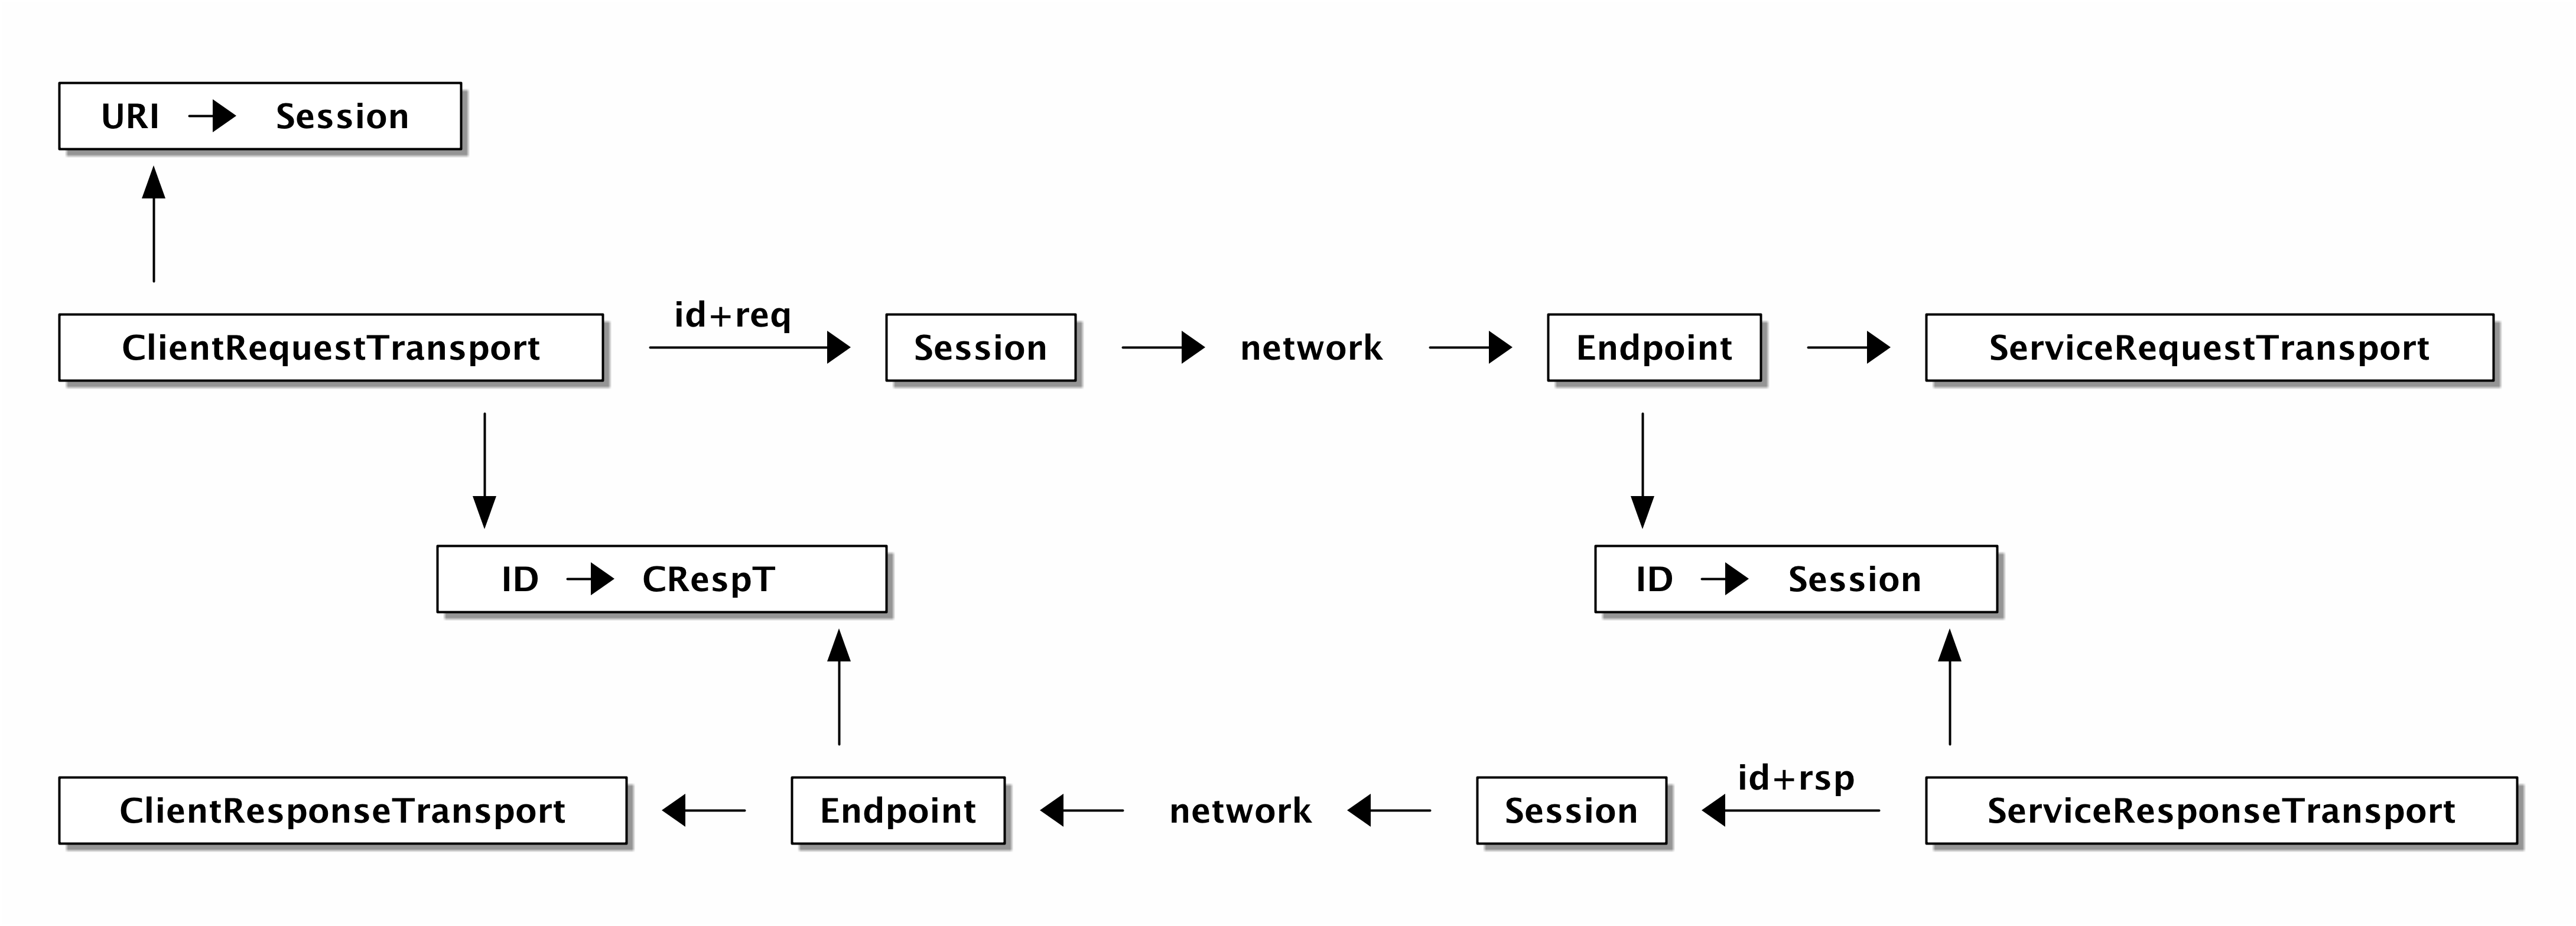 URI Session
id+req
ClientRequestTransport Session network Endpoint ServiceRequestTransport
ID CRespT ID Session
id+rsp
ClientResponseTransport Endpoint network Session ServiceResponseTransport